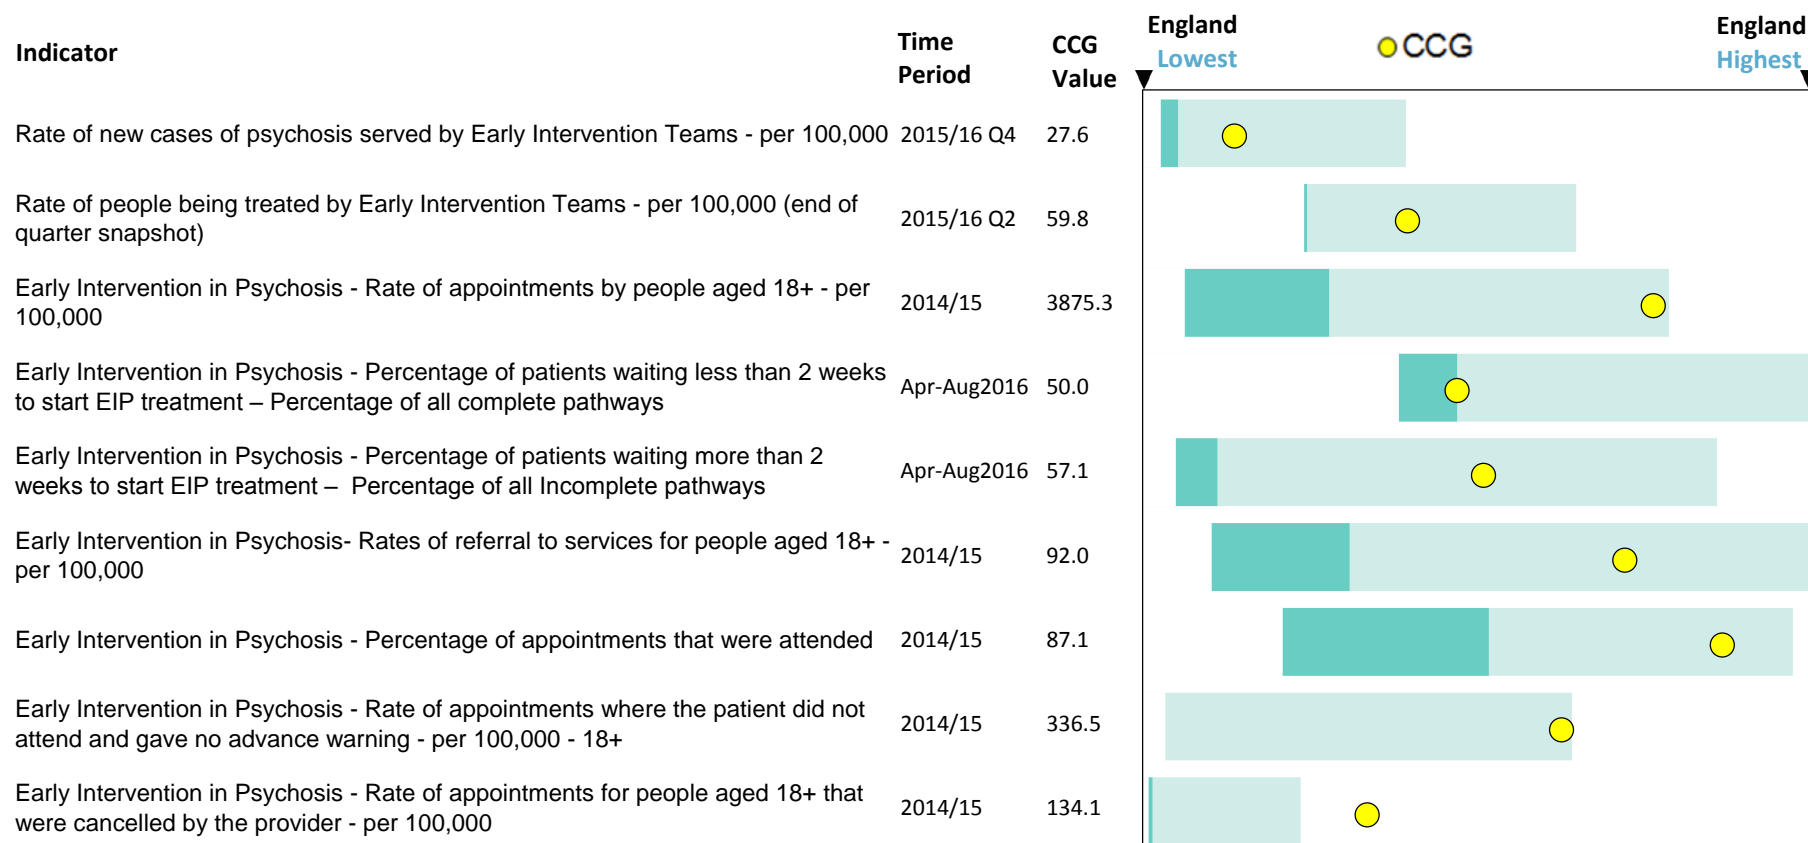 Indicator
Time Period
CCG Value
England Lowest
CCG
England Highest
Rate of new cases of psychosis served by Early Intervention Teams - per 100,000 2015/16 Q4 27.6
Rate of people being treated by Early Intervention Teams - per 100,000 (end of
quarter snapshot)
2015/16 Q2 59.8
Early Intervention in Psychosis - Rate of appointments by people aged 18+ - per
100,000
2014/15 3875.3
Early Intervention in Psychosis - Percentage of patients waiting less than 2 weeks
to start EIP treatment – Percentage of all complete pathways
Apr-Aug2016 50.0
Early Intervention in Psychosis - Percentage of patients waiting more than 2
weeks to start EIP treatment – Percentage of all Incomplete pathways
Apr-Aug2016 57.1
Early Intervention in Psychosis- Rates of referral to services for people aged 18+ -
per 100,000
2014/15 92.0
Early Intervention in Psychosis - Percentage of appointments that were attended 2014/15 87.1
Early Intervention in Psychosis - Rate of appointments where the patient did not
attend and gave no advance warning - per 100,000 - 18+
2014/15 336.5
Early Intervention in Psychosis - Rate of appointments for people aged 18+ that
were cancelled by the provider - per 100,000
2014/15 134.1